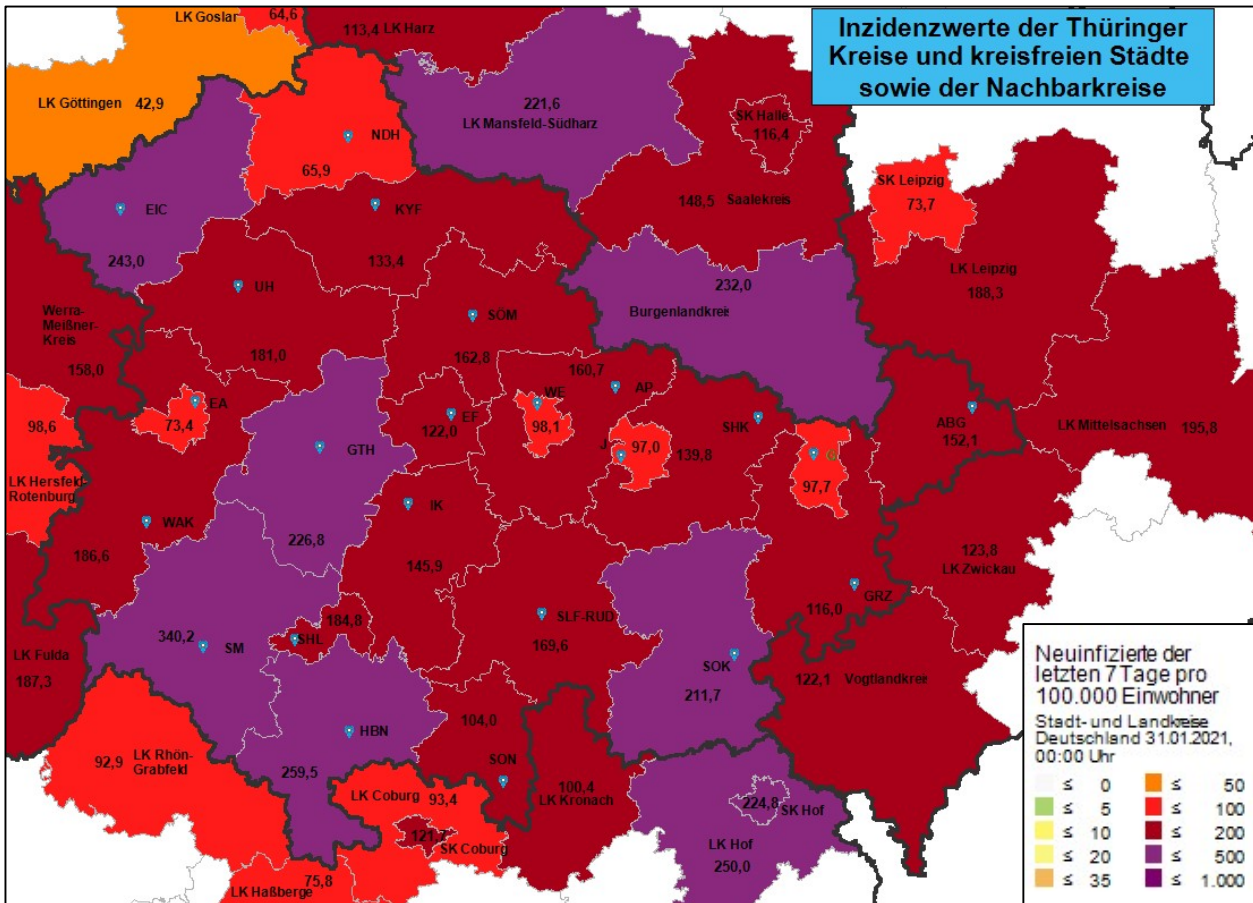 Inzidenzwerte der Thüringer
Kreise und kreisfreien Städte
sowie der Nachbarkreise
LK Goslar
64,6
113,4 LK Harz
LK Göttingen 42,9
221,6
LK Mansfeld-Südharz
SK Halle
116,4
NDH
65,9
SK Leipzig
73,7
148,5 Saalekreis
EIC
243,0
KYF
133,4
LK Leipzig
188,3
232,0
Burgenlandkrei
UH
181,0
SÖM
162,8
Werra-
Meißner-
Kreis
158,0
160,7
AP
WE
98,1
EA
73,4
EF
122,0
SHK
139,8
ABG
152,1
LK Mittelsachsen 195,8
98,6
LK Hersfeld-
Rotenburg
GTH
226,8
J
97,0
G
97,7
WAK
186,6
IK
145,9
123,8
LK Zwickau
GRZ
116,0
184,8
SHL
340,2
SM
SLF-RUD
169,6
SOK
211,7
LK Fulda
187,3
122,1 Vogtlandkrei
HBN
259,5
104,0
SON
92,9 LK Rhön-
Grabfeld
LK Coburg 93,4
121,7
SK Coburg
100,4
LK Kronach
224,8
SK Hof
LK Hof
250,0
75,8
LK Haßberge
Neuinfizierte der
letzten 7 Tage pro
100.000 Einwohner
Stadt- und Landkreise
Deutschland 31.01.2021,
00:00 Uhr
≤ 0 ≤ 50
≤ 5 ≤ 100
≤ 10 ≤ 200
≤ 20 ≤ 500
≤ 35 ≤ 1.000